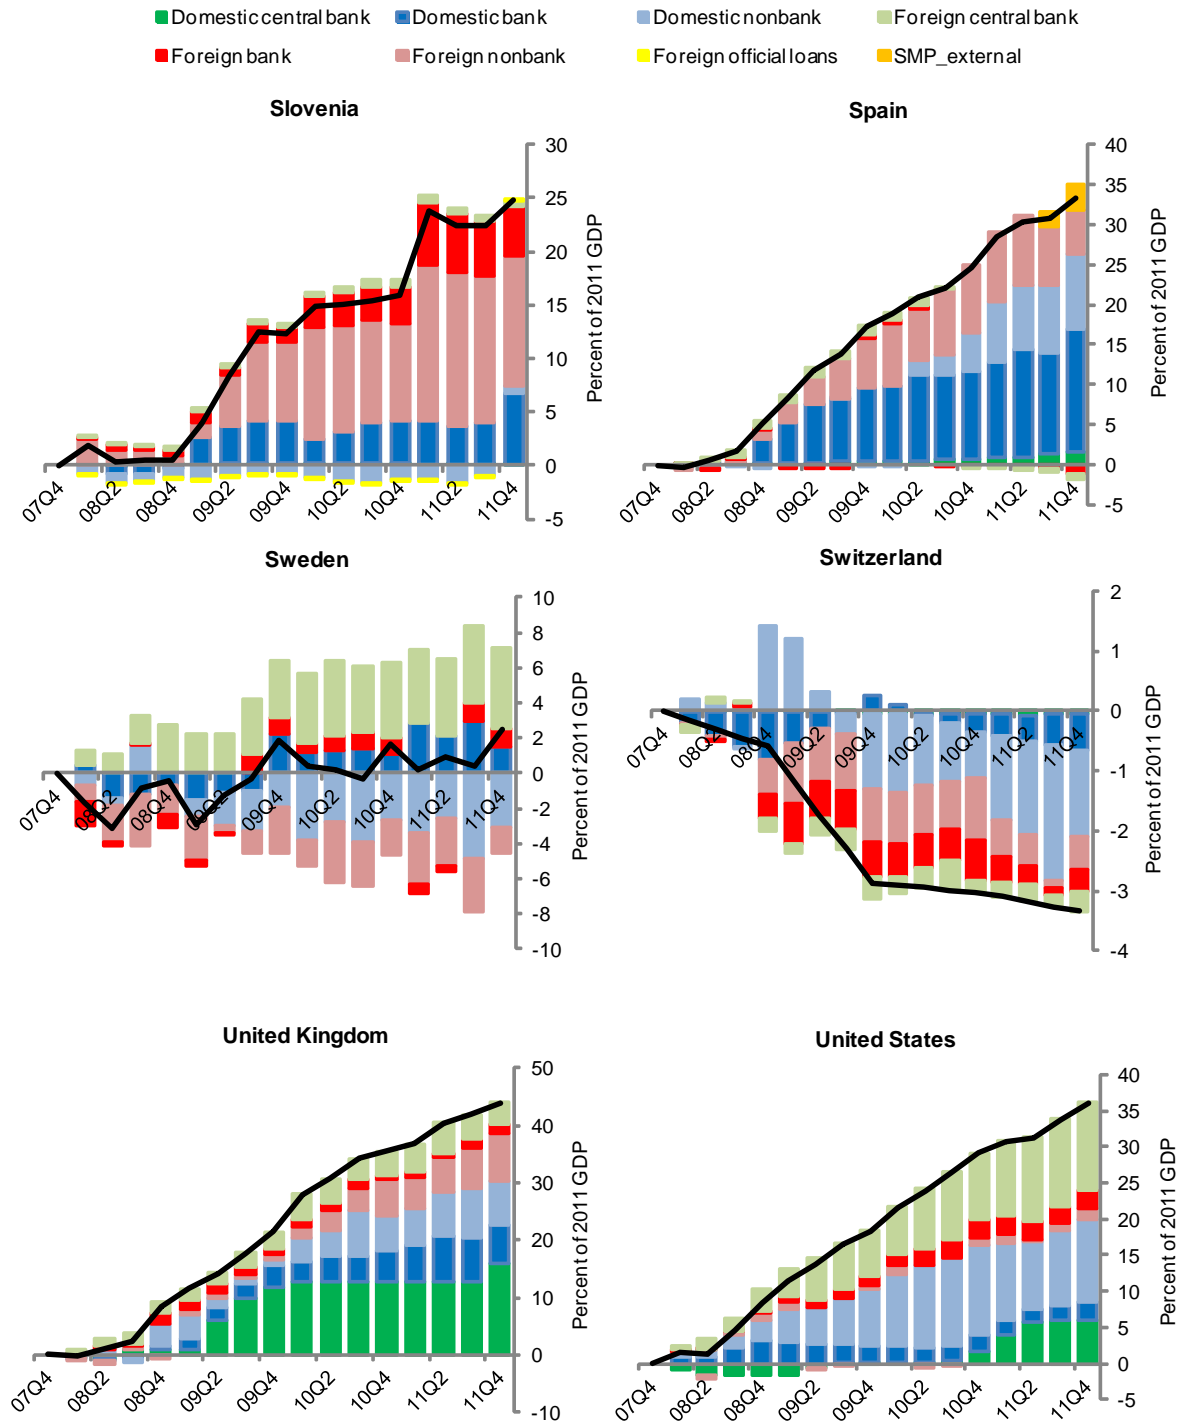 Domestic central bank Domestic bank Domestic nonbank Foreign central bank
Foreign bank Foreign nonbank Foreign official loans SMP_external
Slovenia
30
25
20
15
10
5
0
-5
Percent of 2011 GDP
07Q4 08Q2 08Q4 09Q2 09Q4 10Q2 10Q4 11Q2 11Q4
Spain
40
35
30
25
20
15
10
5
0
-5
Percent of 2011 GDP
07Q4 08Q2 08Q4 09Q2 09Q4 10Q2 10Q4 11Q2 11Q4
Sweden
10
8
6
4
2
0
-2
-4
-6
-8
-10
Percent of 2011 GDP
07Q4 08Q2 08Q4 09Q2 09Q4 10Q2 10Q4 11Q2 11Q4
Switzerland
2
1
0
-1
-2
-3
-4
Percent of 2011 GDP
07Q4 08Q2 08Q4 09Q2 09Q4 10Q2 10Q4 11Q2 11Q4
United Kingdom
50
40
30
20
10
0
-10
Percent of 2011 GDP
07Q4 08Q2 08Q4 09Q2 09Q4 10Q2 10Q4 11Q2 11Q4
United States
40
35
30
25
20
15
10
5
0
-5
Percent of 2011 GDP
07Q4 08Q2 08Q4 09Q2 09Q4 10Q2 10Q4 11Q2 11Q4